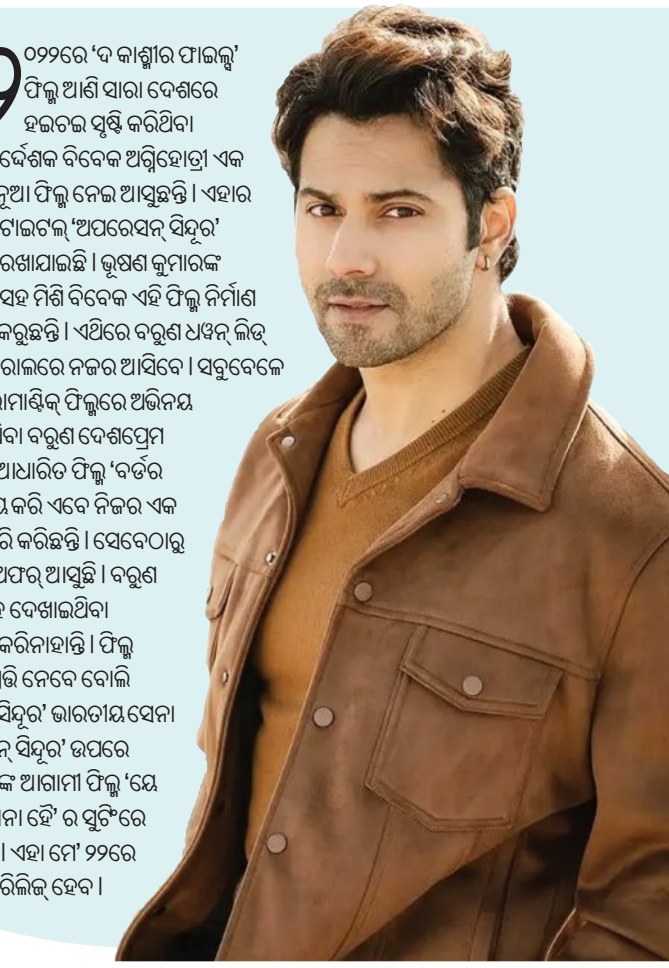 ୨୦୨୨ରେ ‘ଦ କାଶ୍ମୀର ଫାଇଲ୍ସ’
ଫିଲ୍ମ ଆଣି ସାରା ଦେଶରେ
ହଇଚଇ ସୃଷ୍ଟି କରିଥିବା
ର୍ଦ୍ଦେଶକ ବିବେକ ଅଗ୍ନିହୋତ୍ରୀ ଏକ
ନୂଆ ଫିଲ୍ମ ନେଇ ଆସୁଛନ୍ତି । ଏହାର
ଟାଇଟଲ୍ ‘ଅପରେସନ୍ ସିନ୍ଦୂର’
ରଖାଯାଇଛି । ଭୂଷଣ କୁମାରଙ୍କ
ସହ ମିଶି ବିବେକ ଏହି ଫିଲ୍ମ ନିର୍ମାଣ
କରୁଛନ୍ତି । ଏଥିରେ ବରୁଣ ଧୱନ୍ ଲିଡ୍
ରୋଲରେ ନଜର ଆସିବେ । ସବୁବେଳେ
ରୋମାଣ୍ଟିକ୍ ଫିଲ୍ମରେ ଅଭିନୟ
ବରୁଣ ଦେଶପ୍ରେମ
ଆଧାରିତ ଫିଲ୍ମ ‘ବର୍ଡର
କରି ଏବେ ନିଜର ଏକ
କରିଛନ୍ତି । ସେବେଠାରୁ
ଅଫର୍ ଆସୁଛି । ବରୁଣ
ଦେଖାଇଥିବା
କରିନାହାନ୍ତି । ଫିଲ୍ମ
ନେବେ ବୋଲି
ସିନ୍ଦୂର’ ଭାରତୀୟ ସେନା
ସିନ୍ଦୂର’ ଉପରେ
ଆଗାମୀ ଫିଲ୍ମ ‘ୟେ
ହୈ’ ର ସୁଟିଂରେ
। ଏହା ମେ’ ୨୨ରେ
ରିଲିଜ୍ ହେବ ।